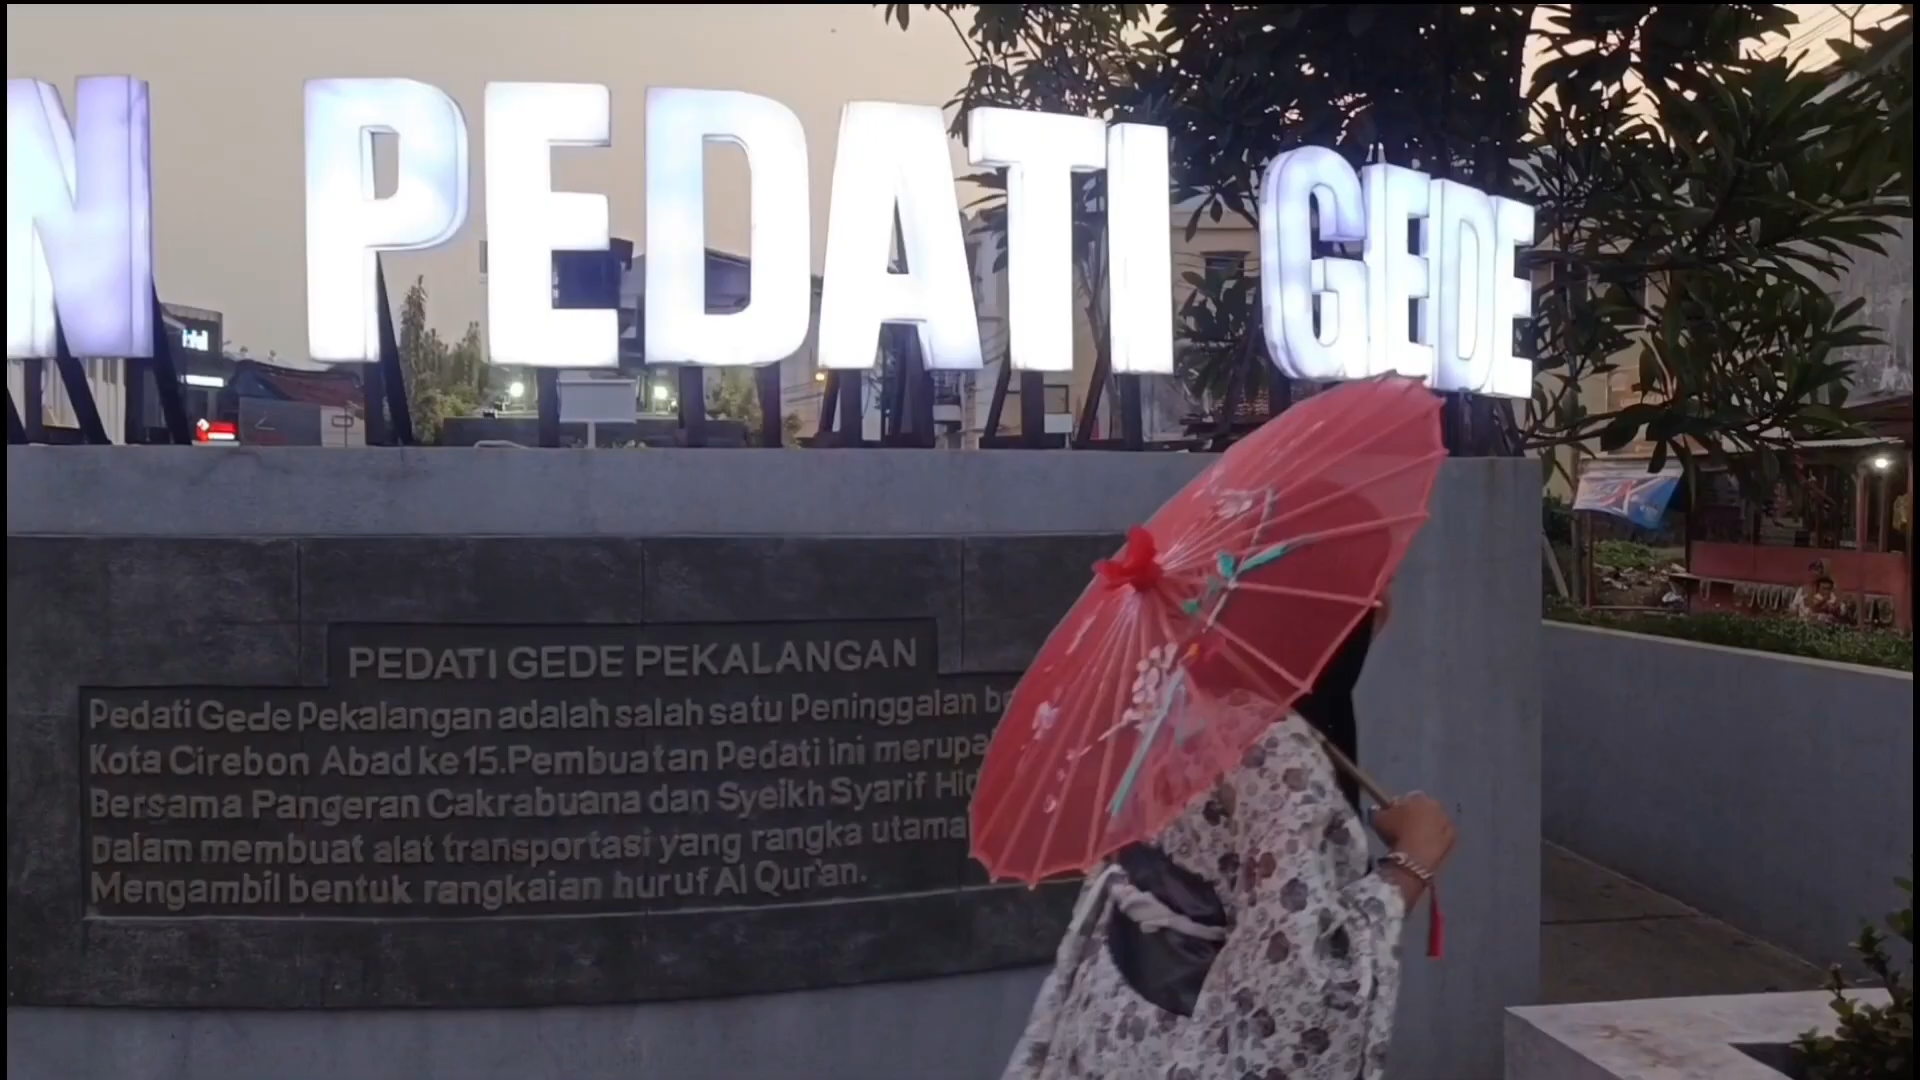 N PEDATI GEDE
PEDATI GEDE PEKALANGAN
Pedati Gede Pekalangan adalah salah satu Peninggalan
Kota Cirebon Abad ke 15. Pembuatan Pedati ini
Bersama Pangeran Cakrabuana dan Syeikh Syarif
Dalam membuat alat transportasi yang rangka utama
Mengambil bentuk rangkaian huruf Al Qur'an.